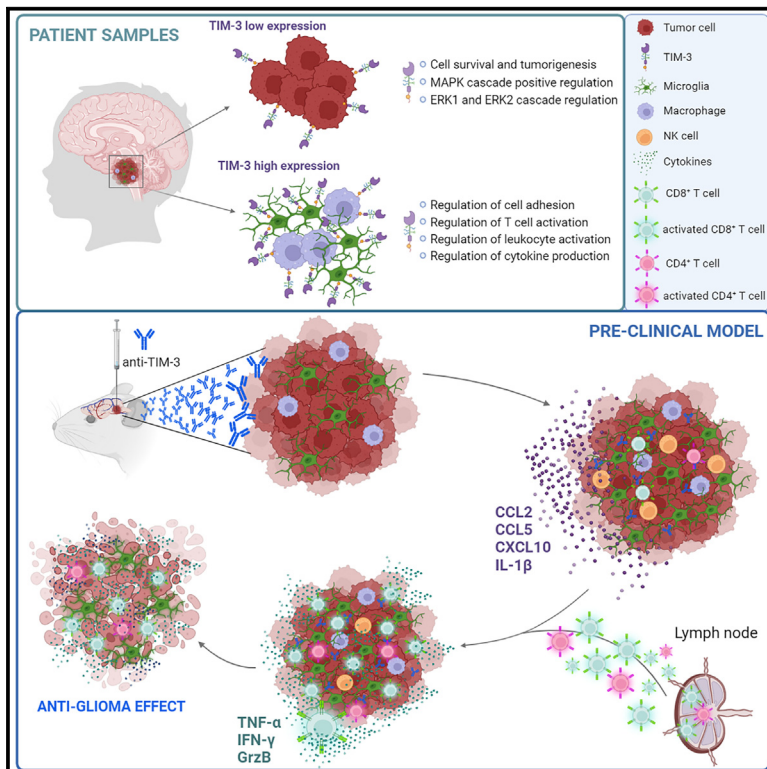 PATIENT SAMPLES
TIM-3 low expression
Cell survival and tumorigenesis
MAPK cascade positive regulation
ERK1 and ERK2 cascade regulation
TIM-3 high expression
Regulation of cell adhesion
Regulation of T cell activation
Regulation of leukocyte activation
Regulation of cytokine production
Tumor cell
TIM-3
Microglia
Macrophage
NK cell
Cytokines
CD8⁺ T cell
activated CD8⁺ T cell
CD4⁺ T cell
activated CD4⁺ T cell
PRE-CLINICAL MODEL
anti-TIM-3
CCL2
CCL5
CXCL10
IL-1β
Lymph node
TNF-α
IFN-γ
GrzB
ANTI-GLIOMA EFFECT